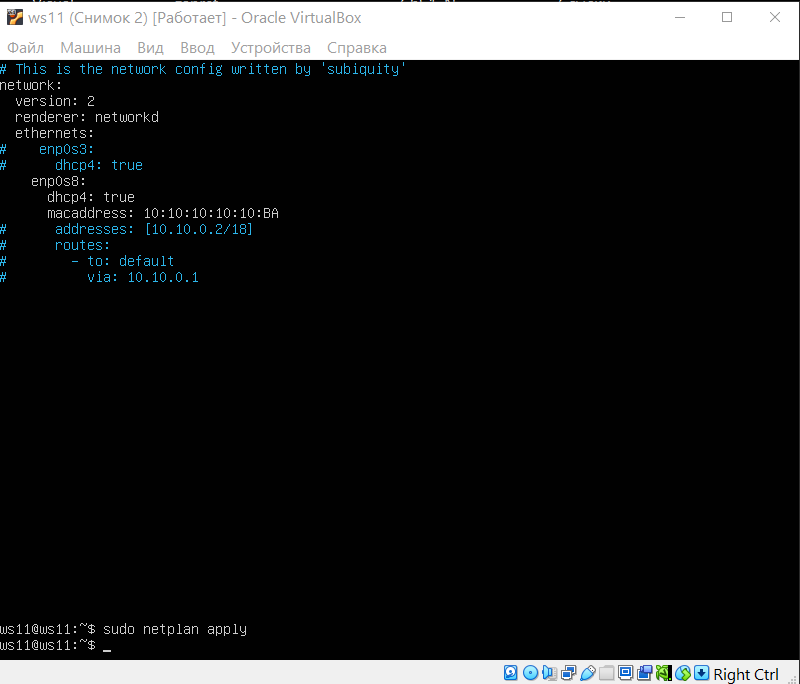 ws11 (Снимок 2) [Работает] - Oracle VirtualBox
Файл Машина Вид Ввод Устройства Справка
# This is the network config written by 'subiquity'
network:
  version: 2
  renderer: networkd
  ethernets:
#    enp0s3:
#      dhcp4: true
    enp0s8:
      dhcp4: true
      macaddress: 10:10:10:10:10:BA
#      addresses: [10.10.0.2/18]
#      routes:
#        - to: default
#          via: 10.10.0.1
ws11@ws11:~$ sudo netplan apply
ws11@ws11:~$ _
Right Ctrl